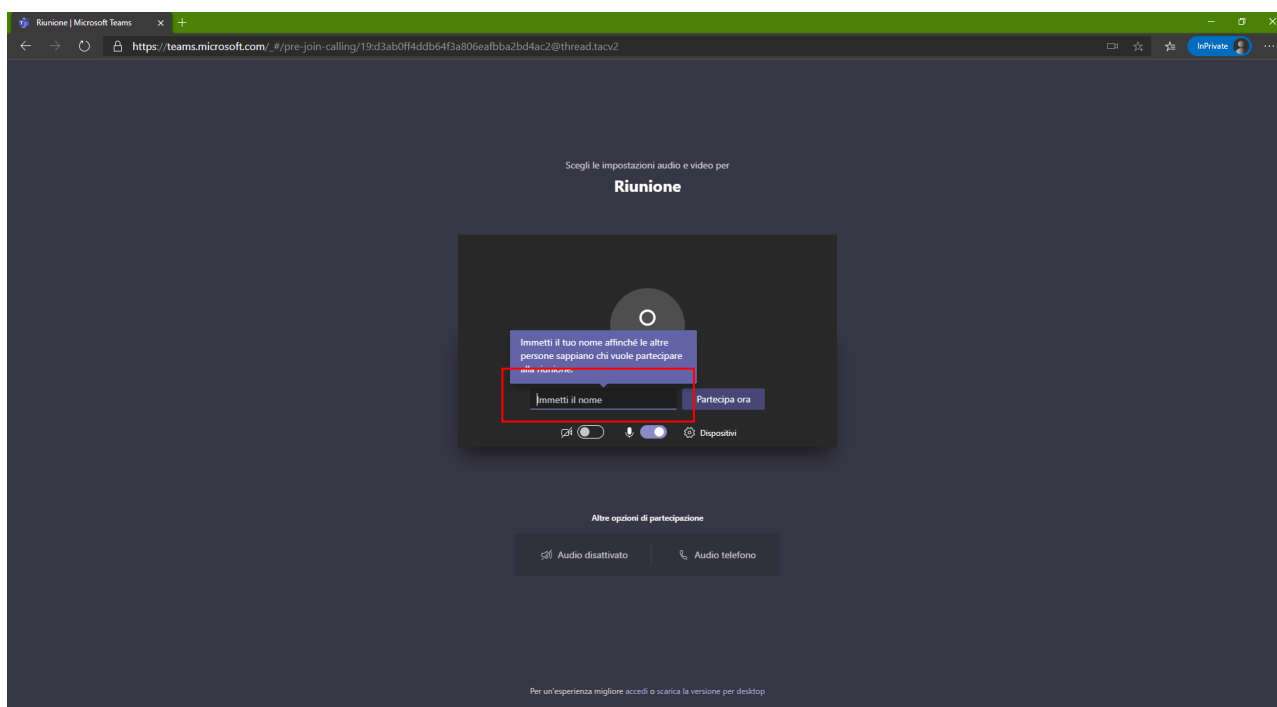 Riunione | Microsoft Teams
https://teams.microsoft.com/_#/pre-join-calling/19:d3ab0ff4ddb64f3a806eafbba2bd4ac2@thread.tacv2
InPrivate
Scegli le impostazioni audio e video per
Riunione
O
Immetti il tuo nome affinché le altre
persone sappiano chi vuole partecipare
alla riunione.
Immetti il nome
Partecipa ora
Dispositivi
Altre opzioni di partecipazione
Audio disattivato
Audio telefono
Per un'esperienza migliore accedi o scarica la versione per desktop